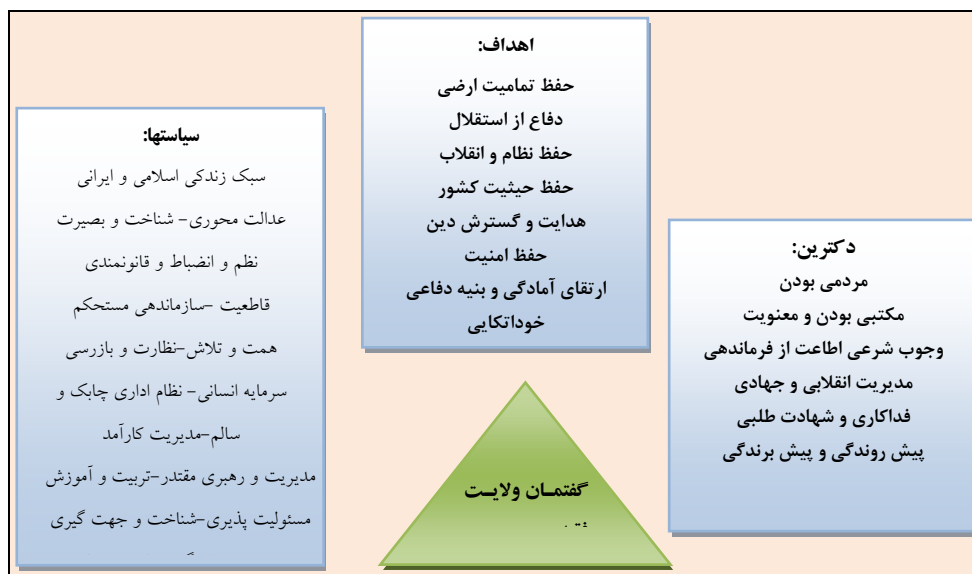 اهداف:
حفظ تمامیت ارضی
دفاع از استقلال
حفظ نظام و انقلاب
حفظ حیثیت کشور
هدایت و گسترش دین
حفظ امنیت
ارتقای آمادگی و بنیه دفاعی
خوداتکایی
دکترین:
مردمی بودن
مکتبی بودن و معنویت
وجوب شرعی اطاعت از فرماندهی
مدیریت انقلابی و جهادی
فداکاری و شهادت طلبی
پیش روندگی و پیش برندگی
سیاستها:
سبک زندگی اسلامی و ایرانی
عدالت محوری- شناخت و بصیرت
نظم و انضباط و قانونمندی
قاطعیت -سازماندهی مستحکم
همت و تلاش-نظارت و بازرسی
سرمایه انسانی- نظام اداری چابک و
سالم-مدیریت کارآمد
مدیریت و رهبری مقتدر-تربیت و آموزش
مسئولیت پذیری-شناخت و جهت گیری
گفتمـان ولایـت